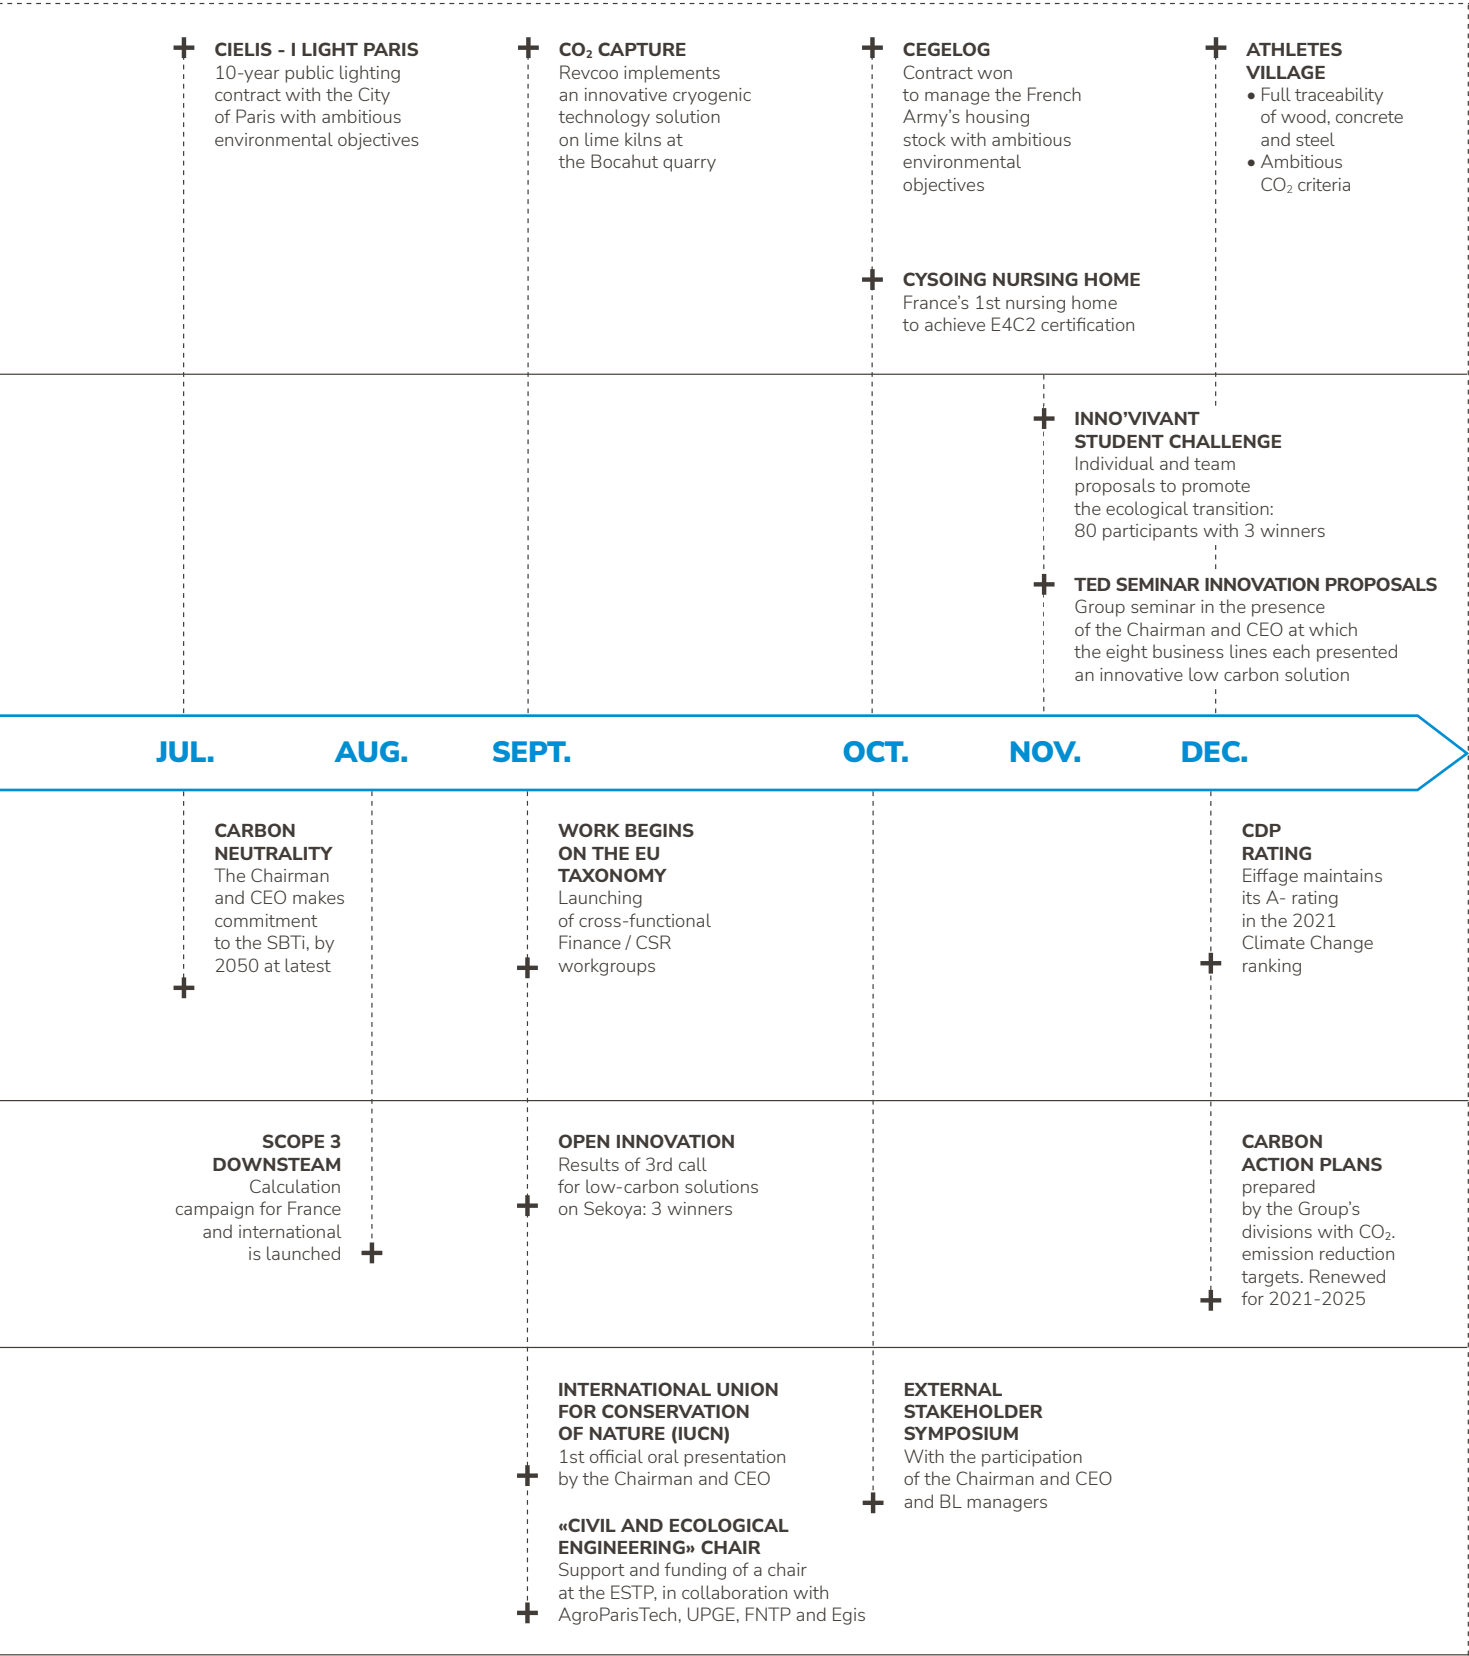 CIELIS - I LIGHT PARIS
10-year public lighting
contract with the City
of Paris with ambitious
environmental objectives
CO₂ CAPTURE
Revcoo implements
an innovative cryogenic
technology solution
on lime kilns at
the Bocahut quarry
CEGELOG
Contract won
to manage the French
Army’s housing
stock with ambitious
environmental
objectives
ATHLETES
VILLAGE
• Full traceability
of wood, concrete
and steel
• Ambitious
CO₂ criteria
CYSOING NURSING HOME
France’s 1st nursing home
to achieve E4C2 certification
INNO’VIVANT
STUDENT CHALLENGE
Individual and team
proposals to promote
the ecological transition:
80 participants with 3 winners
TED SEMINAR INNOVATION PROPOSALS
Group seminar in the presence
of the Chairman and CEO at which
the eight business lines each presented
an innovative low carbon solution
JUL.
AUG.
SEPT.
OCT.
NOV.
DEC.
CARBON
NEUTRALITY
The Chairman
and CEO makes
commitment
to the SBTi, by
2050 at latest
WORK BEGINS
ON THE EU
TAXONOMY
Launching
of cross-functional
Finance / CSR
workgroups
CDP
RATING
Eiffage maintains
its A- rating
in the 2021
Climate Change
ranking
SCOPE 3
DOWNSTEAM
Calculation
campaign for France
and international
is launched
OPEN INNOVATION
Results of 3rd call
for low-carbon solutions
on Sekoya: 3 winners
CARBON
ACTION PLANS
prepared
by the Group’s
divisions with CO₂.
emission reduction
targets. Renewed
for 2021-2025
INTERNATIONAL UNION
FOR CONSERVATION
OF NATURE (IUCN)
1st official oral presentation
by the Chairman and CEO
EXTERNAL
STAKEHOLDER
SYMPOSIUM
With the participation
of the Chairman and CEO
and BL managers
«CIVIL AND ECOLOGICAL
ENGINEERING» CHAIR
Support and funding of a chair
at the ESTP, in collaboration with
AgroParisTech, UPGE, FNTP and Egis